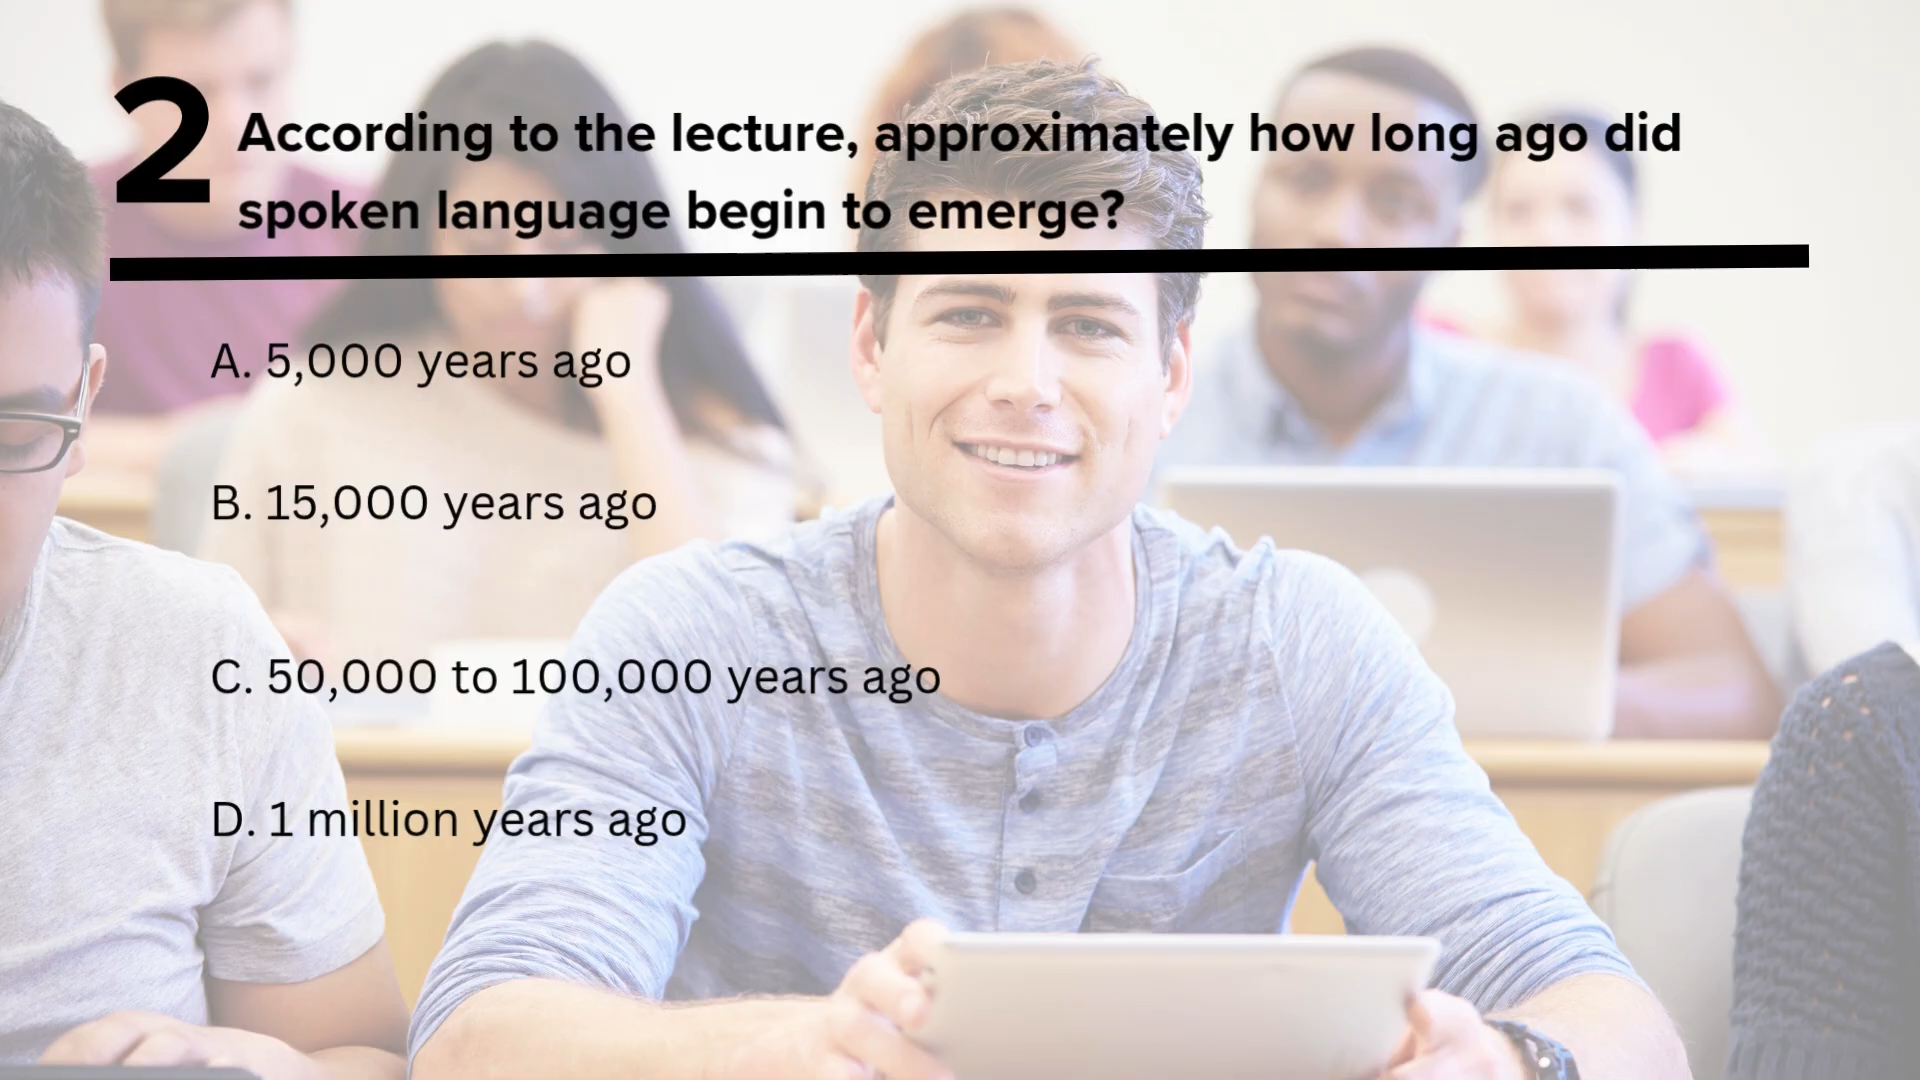 2
According to the lecture, approximately how long ago did
spoken language begin to emerge?
A. 5,000 years ago
B. 15,000 years ago
C. 50,000 to 100,000 years ago
D. 1 million years ago